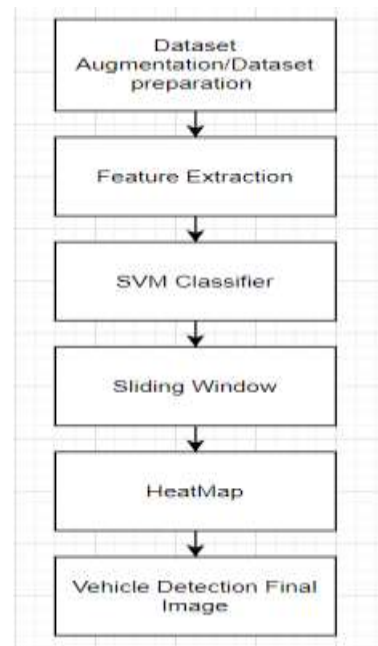 Dataset
Augmentation/Dataset
preparation
Feature Extraction
SVM Classifier
Sliding Window
HeatMap
Vehicle Detection Final
Image